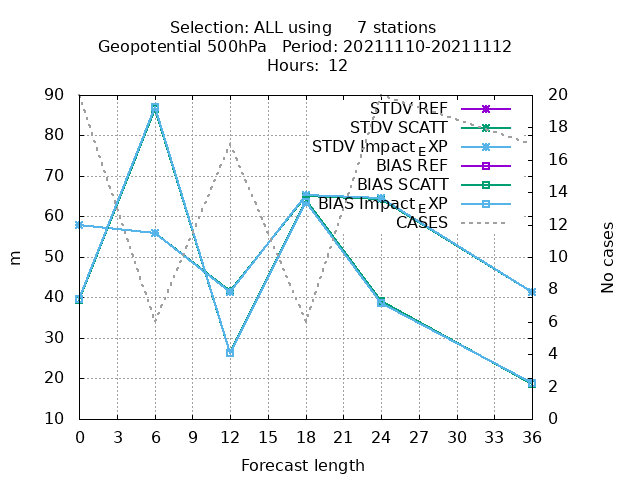 Selection: ALL using 7 stations
Geopotential 500hPa Period: 20211110-20211112
Hours: 12
90
80
70
60
50
40
30
20
10
m
20
18
16
14
12
10
8
6
4
2
0
No cases
STDV REF
STDV SCATT
STDV Impact_EXP
BIAS REF
BIAS SCATT
BIAS Impact_EXP
CASES
0 3 6 9 12 15 18 21 24 27 30 33 36
Forecast length